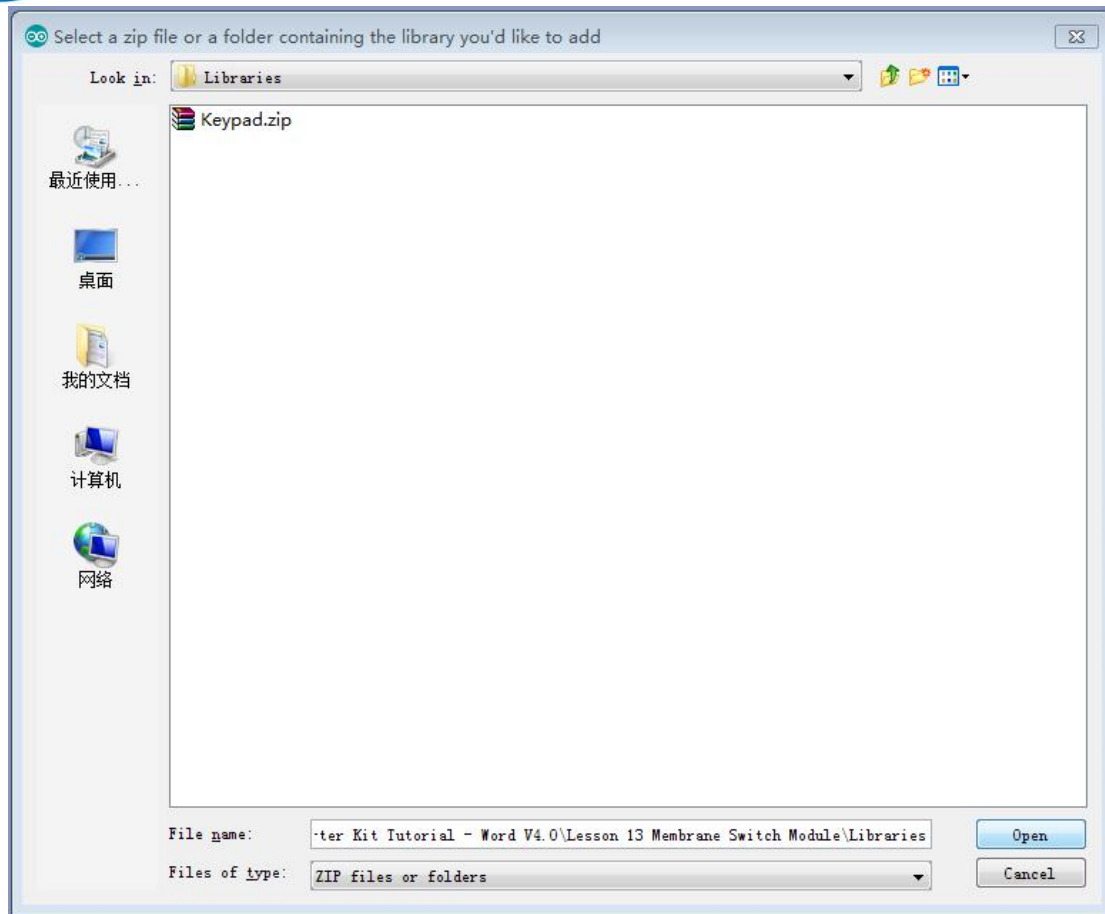 Select a zip file or a folder containing the library you'd like to add
Look in: Libraries
Keypad.zip
最近使用...
桌面
我的文档
计算机
网络
File name: ter Kit Tutorial - Word V4.0\Lesson 13 Membrane Switch Module\Libraries Open
Files of type: ZIP files or folders Cancel